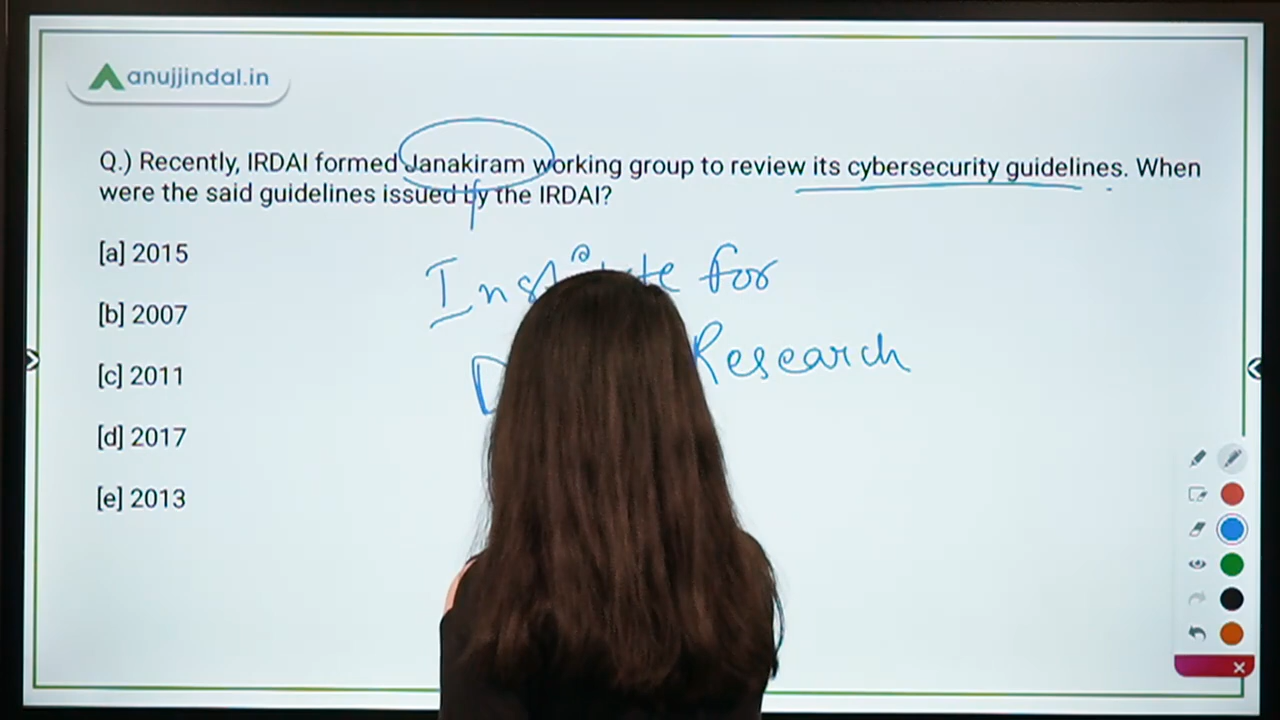 anujjindal.in
Q.) Recently, IRDAI formed Janakiram working group to review its cybersecurity guidelines. When
were the said guidelines issued by the IRDAI?
[a] 2015
[b] 2007
[c] 2011
[d] 2017
[e] 2013
for
Research